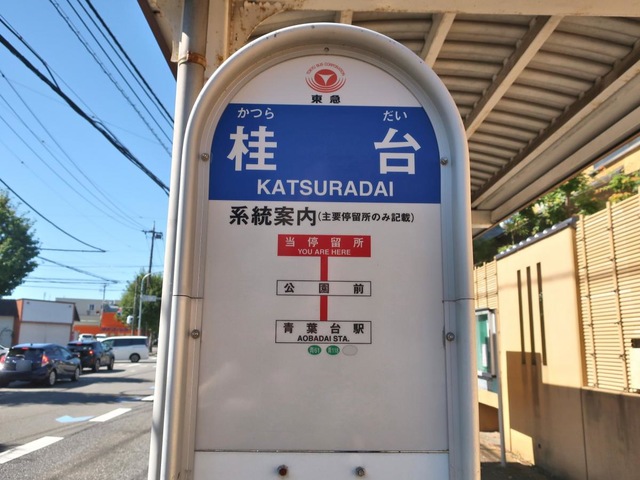 東急
かつら だい
桂 台
KATSURADAI
系統案内(主要停留所のみ記載)
当停留所
YOU ARE HERE
公園前
青葉台駅
AOBADAI STA.